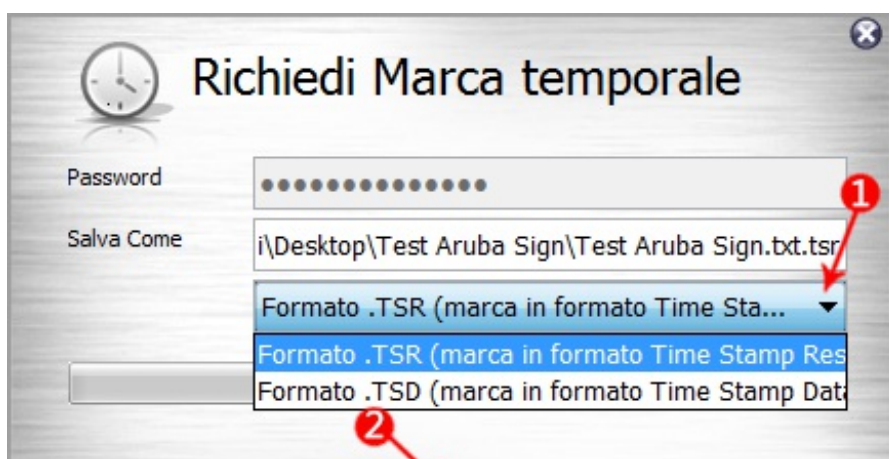 Richiedi Marca temporale
Password
Salva Come
i\Desktop\Test Aruba Sign\Test Aruba Sign.txt.tsr
1
Formato .TSR (marca in formato Time Sta...
Formato .TSR (marca in formato Time Stamp Res
Formato .TSD (marca in formato Time Stamp Data
2